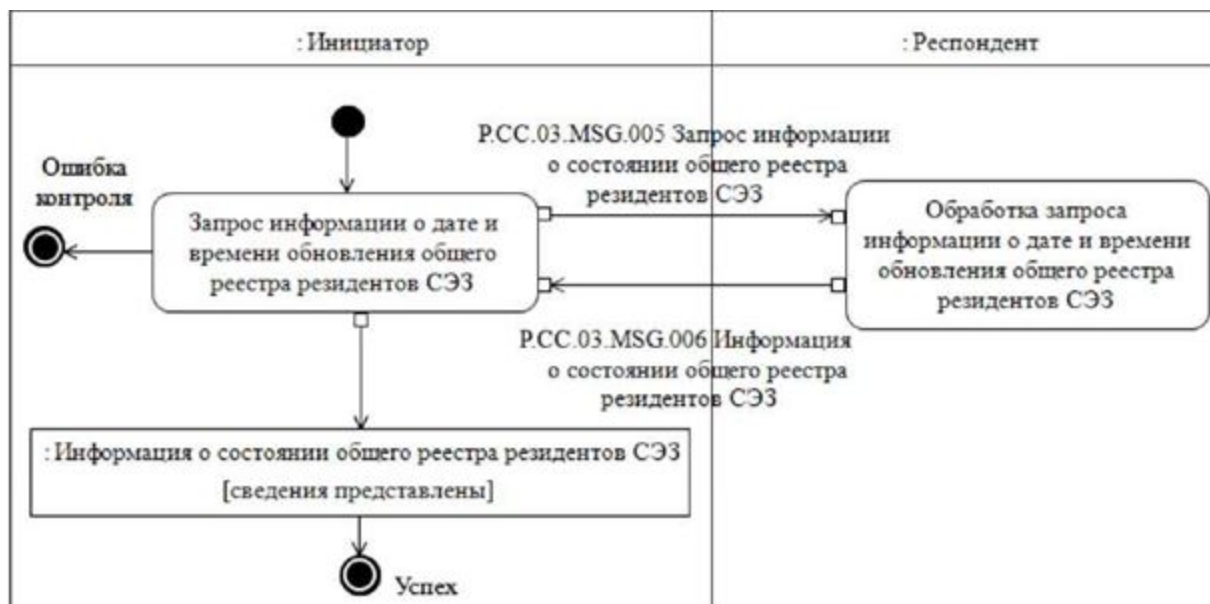 : Инициатор
: Респондент
P.CC.03.MSG.005 Запрос информации
о состоянии общего реестра
резидентов СЭЗ
Ошибка
контроля
Запрос информации о дате и
времени обновления общего
реестра резидентов СЭЗ
Обработка запроса
информации о дате и времени
обновления общего реестра
резидентов СЭЗ
P.CC.03.MSG.006 Информация
о состоянии общего реестра
резидентов СЭЗ
: Информация о состоянии общего реестра резидентов СЭЗ
[сведения представлены]
Успех